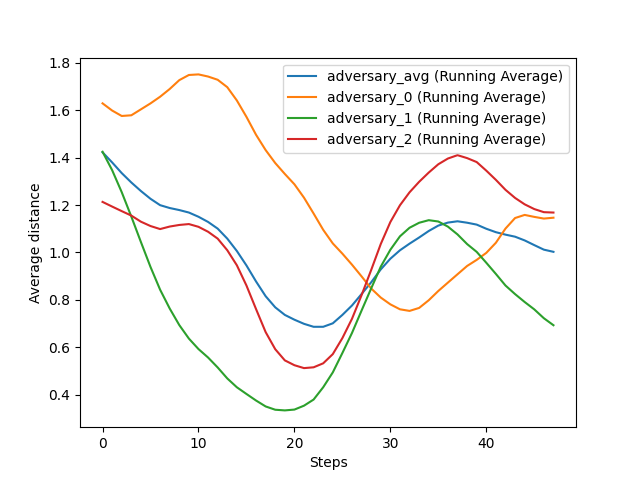 adversary_avg (Running Average)
adversary_0 (Running Average)
adversary_1 (Running Average)
adversary_2 (Running Average)
1.8
1.6
1.4
1.2
1.0
0.8
0.6
0.4
Average distance
0 10 20 30 40
Steps